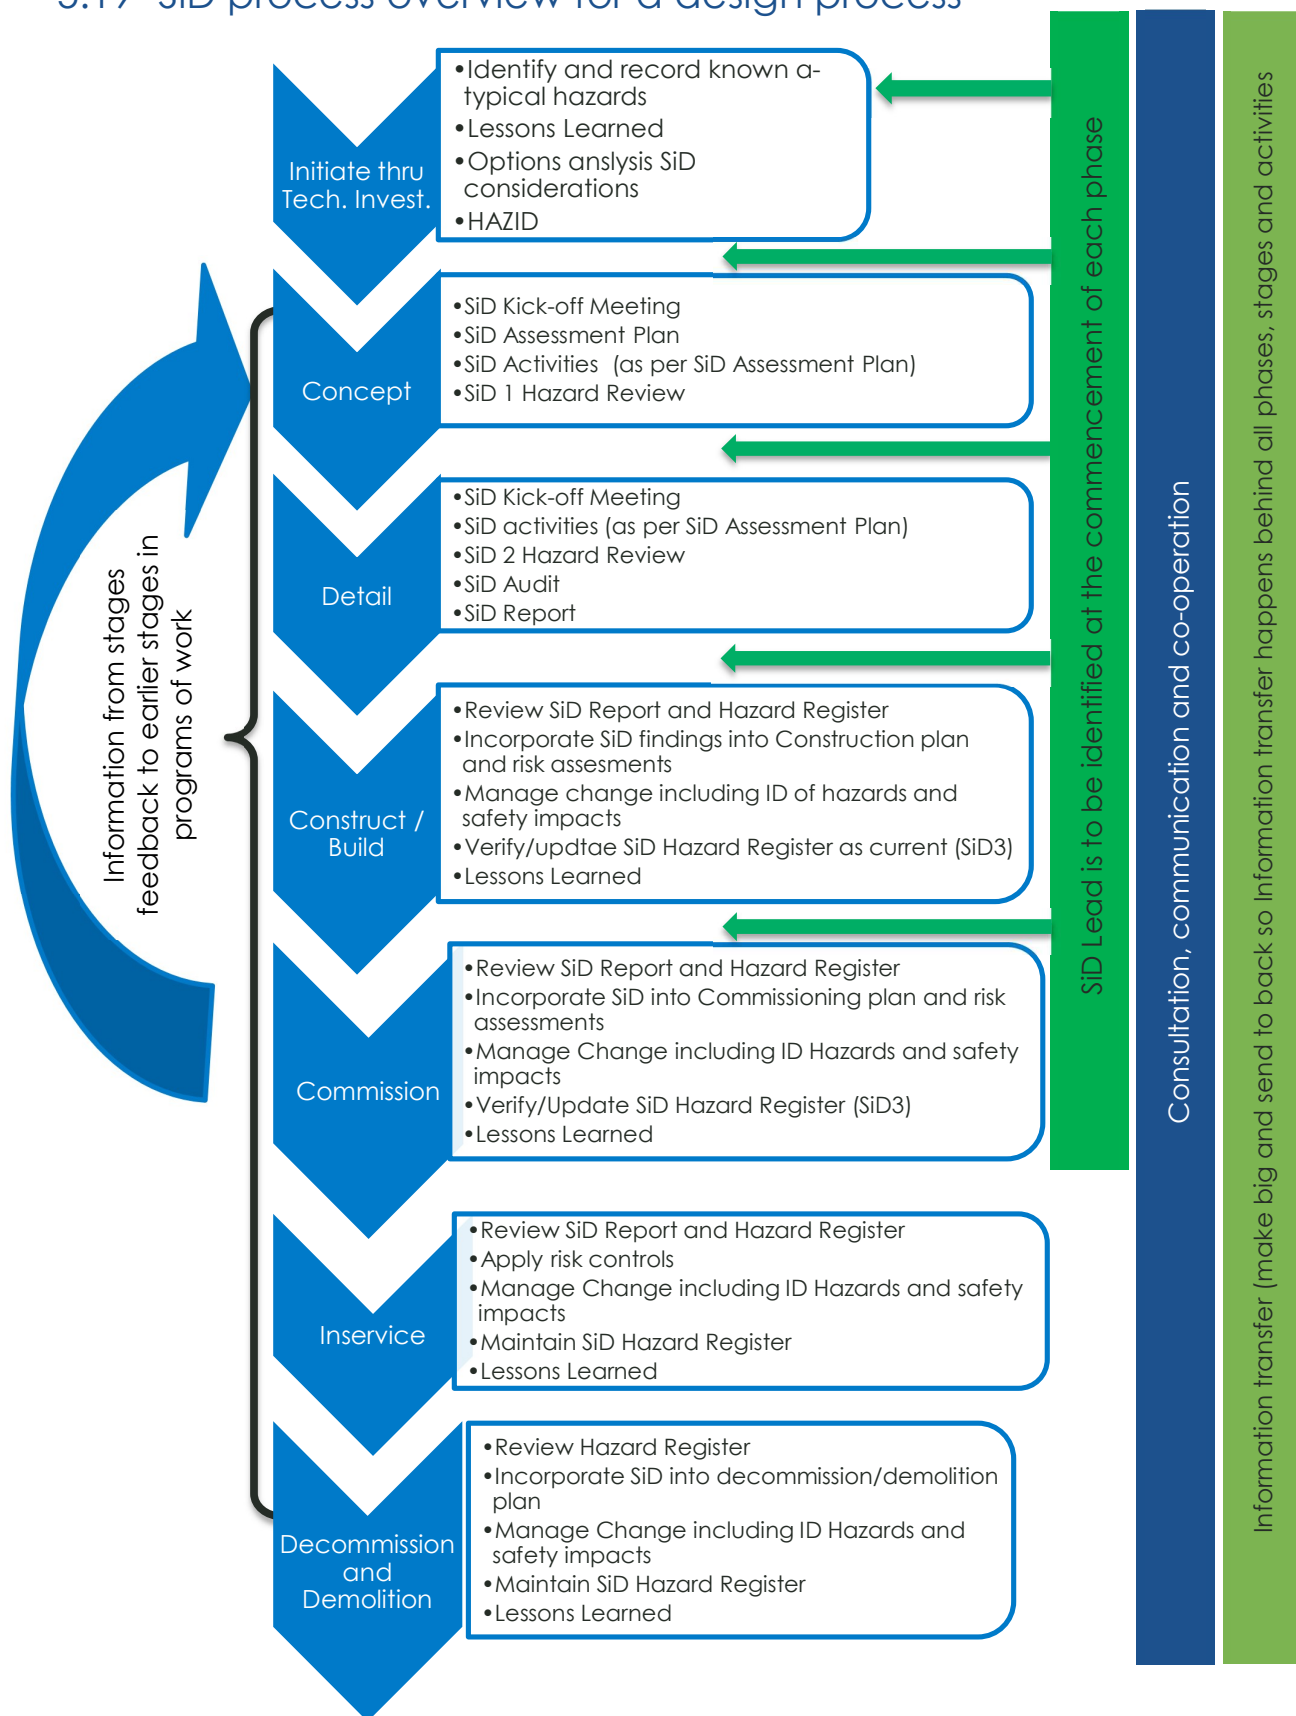 3.19 SiD process overview for a design process
Initiate thru
Tech. Invest.
•Identify and record known a-
typical hazards
•Lessons Learned
•Options anslysis SiD
considerations
•HAZID
Concept
•SiD Kick-off Meeting
•SiD Assessment Plan
•SiD Activities (as per SiD Assessment Plan)
•SiD 1 Hazard Review
Detail
•SiD Kick-off Meeting
•SiD activities (as per SiD Assessment Plan)
•SiD 2 Hazard Review
•SiD Audit
•SiD Report
Construct /
Build
•Review SiD Report and Hazard Register
•Incorporate SiD findings into Construction plan
and risk assesments
•Manage change including ID of hazards and
safety impacts
•Verify/updtae SiD Hazard Register as current (SiD3)
•Lessons Learned
Commission
•Review SiD Report and Hazard Register
•Incorporate SiD into Commissioning plan and risk
assessments
•Manage Change including ID Hazards and safety
impacts
•Verify/Update SiD Hazard Register (SiD3)
•Lessons Learned
Inservice
•Review SiD Report and Hazard Register
•Apply risk controls
•Manage Change including ID Hazards and safety
impacts
•Maintain SiD Hazard Register
•Lessons Learned
Decommission
and
Demolition
•Review Hazard Register
•Incorporate SiD into decommission/demolition
plan
•Manage Change including ID Hazards and
safety impacts
•Maintain SiD Hazard Register
•Lessons Learned
Information from stages
feedback to earlier stages in
programs of work
SiD Lead is to be identified at the commencement of each phase
Consultation, communication and co-operation
Information transfer (make big and send to back so Information transfer happens behind all phases, stages and activities